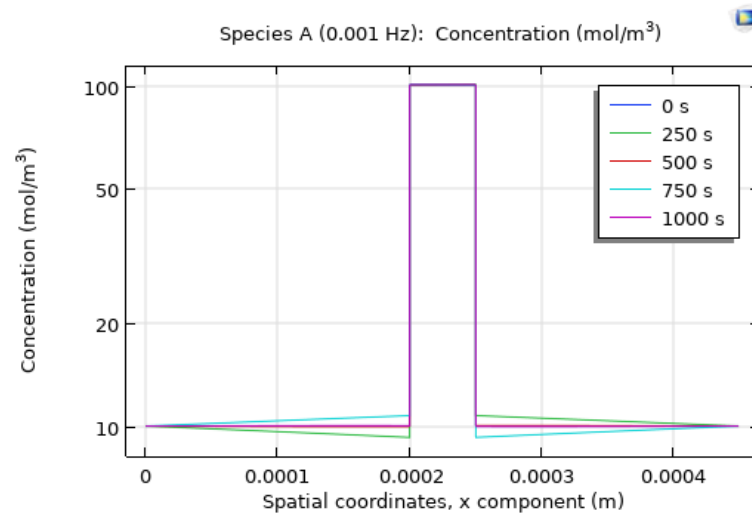 Species A (0.001 Hz):  Concentration (mol/m³)
Concentration (mol/m³)
100
50
20
10
0 s
250 s
500 s
750 s
1000 s
0 0.0001 0.0002 0.0003 0.0004
Spatial coordinates, x component (m)